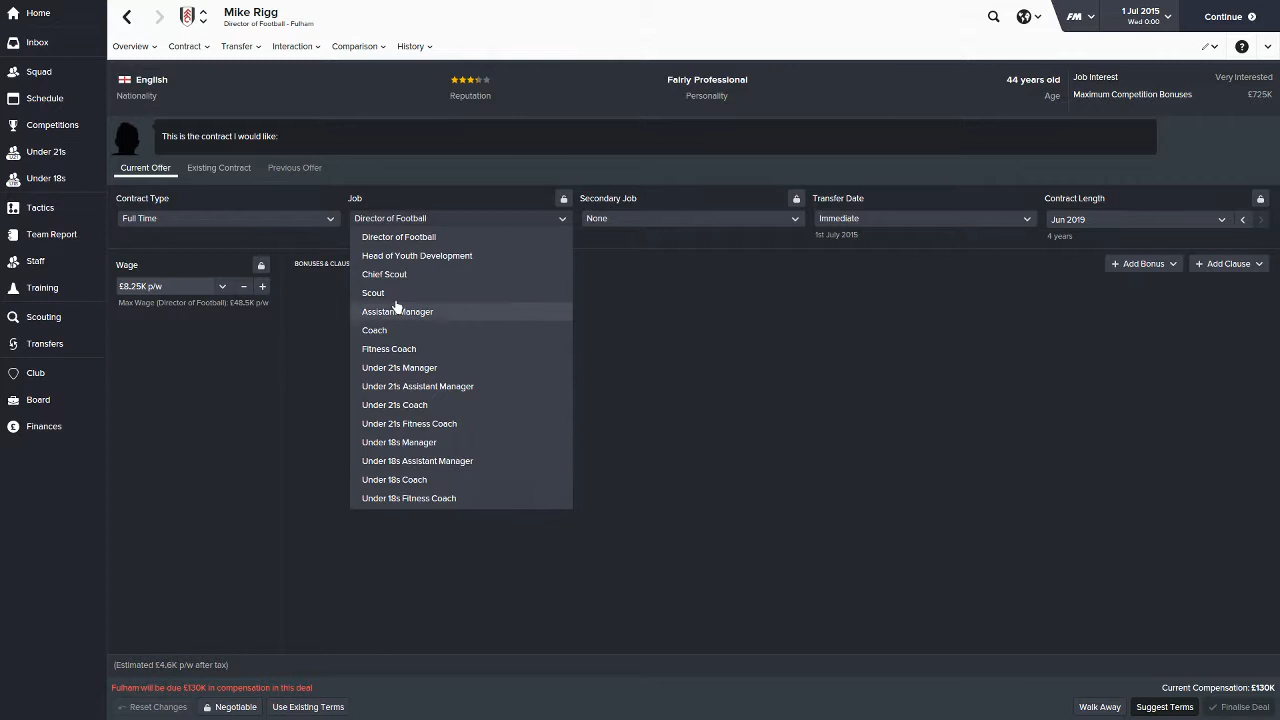 Home
Inbox
Squad
Schedule
Competitions
Under 21s
Under 18s
Tactics
Team Report
Staff
Training
Scouting
Transfers
Club
Board
Finances
Mike Rigg
Director of Football - Fulham
FM
1 Jul 2015
Wed 0:00
Continue
Overview Contract Transfer Interaction Comparison History
English
Nationality
Reputation
Fairly Professional
Personality
44 years old
Age
Job Interest Very Interested
Maximum Competition Bonuses £725K
This is the contract I would like:
Current Offer Existing Contract Previous Offer
Contract Type Job Secondary Job Transfer Date Contract Length
Full Time Director of Football None Immediate Jun 2019
1st July 2015 4 years
Director of Football
Head of Youth Development
Chief Scout
Scout
Assistant Manager
Coach
Fitness Coach
Under 21s Manager
Under 21s Assistant Manager
Under 21s Coach
Under 21s Fitness Coach
Under 18s Manager
Under 18s Assistant Manager
Under 18s Coach
Under 18s Fitness Coach
Wage
£8.25K p/w
Max Wage (Director of Football): £48.5K p/w
BONUSES & CLAUS
Add Bonus Add Clause
(Estimated £4.6K p/w after tax)
Fulham will be due £130K in compensation in this deal
Current Compensation: £130K
Reset Changes Negotiable Use Existing Terms Walk Away Suggest Terms Finalise Deal